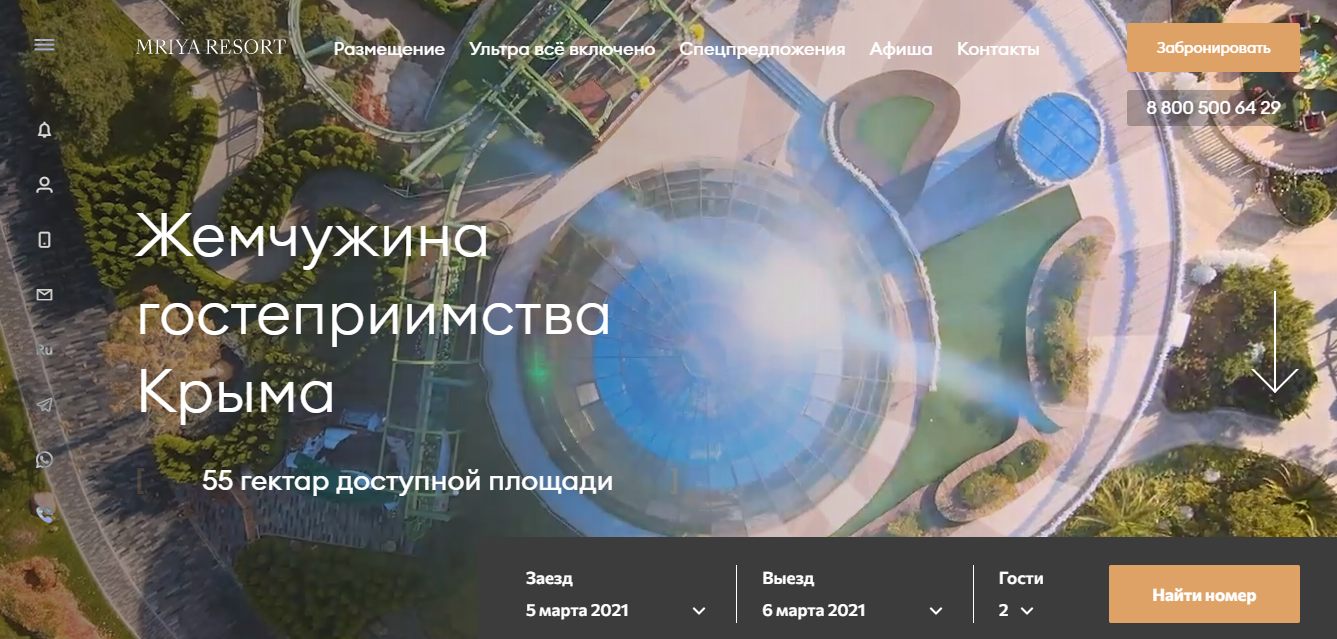 MRIYA RESORT
Размещение
Ультра всё включено
Спецпредложения
Афиша
Контакты
Забронировать
8 800 500 64 29
Жемчужина
гостеприимства
Крыма
Ru
55 гектар доступной площади
Заезд
5 марта 2021
Выезд
6 марта 2021
Гости
2
Найти номер